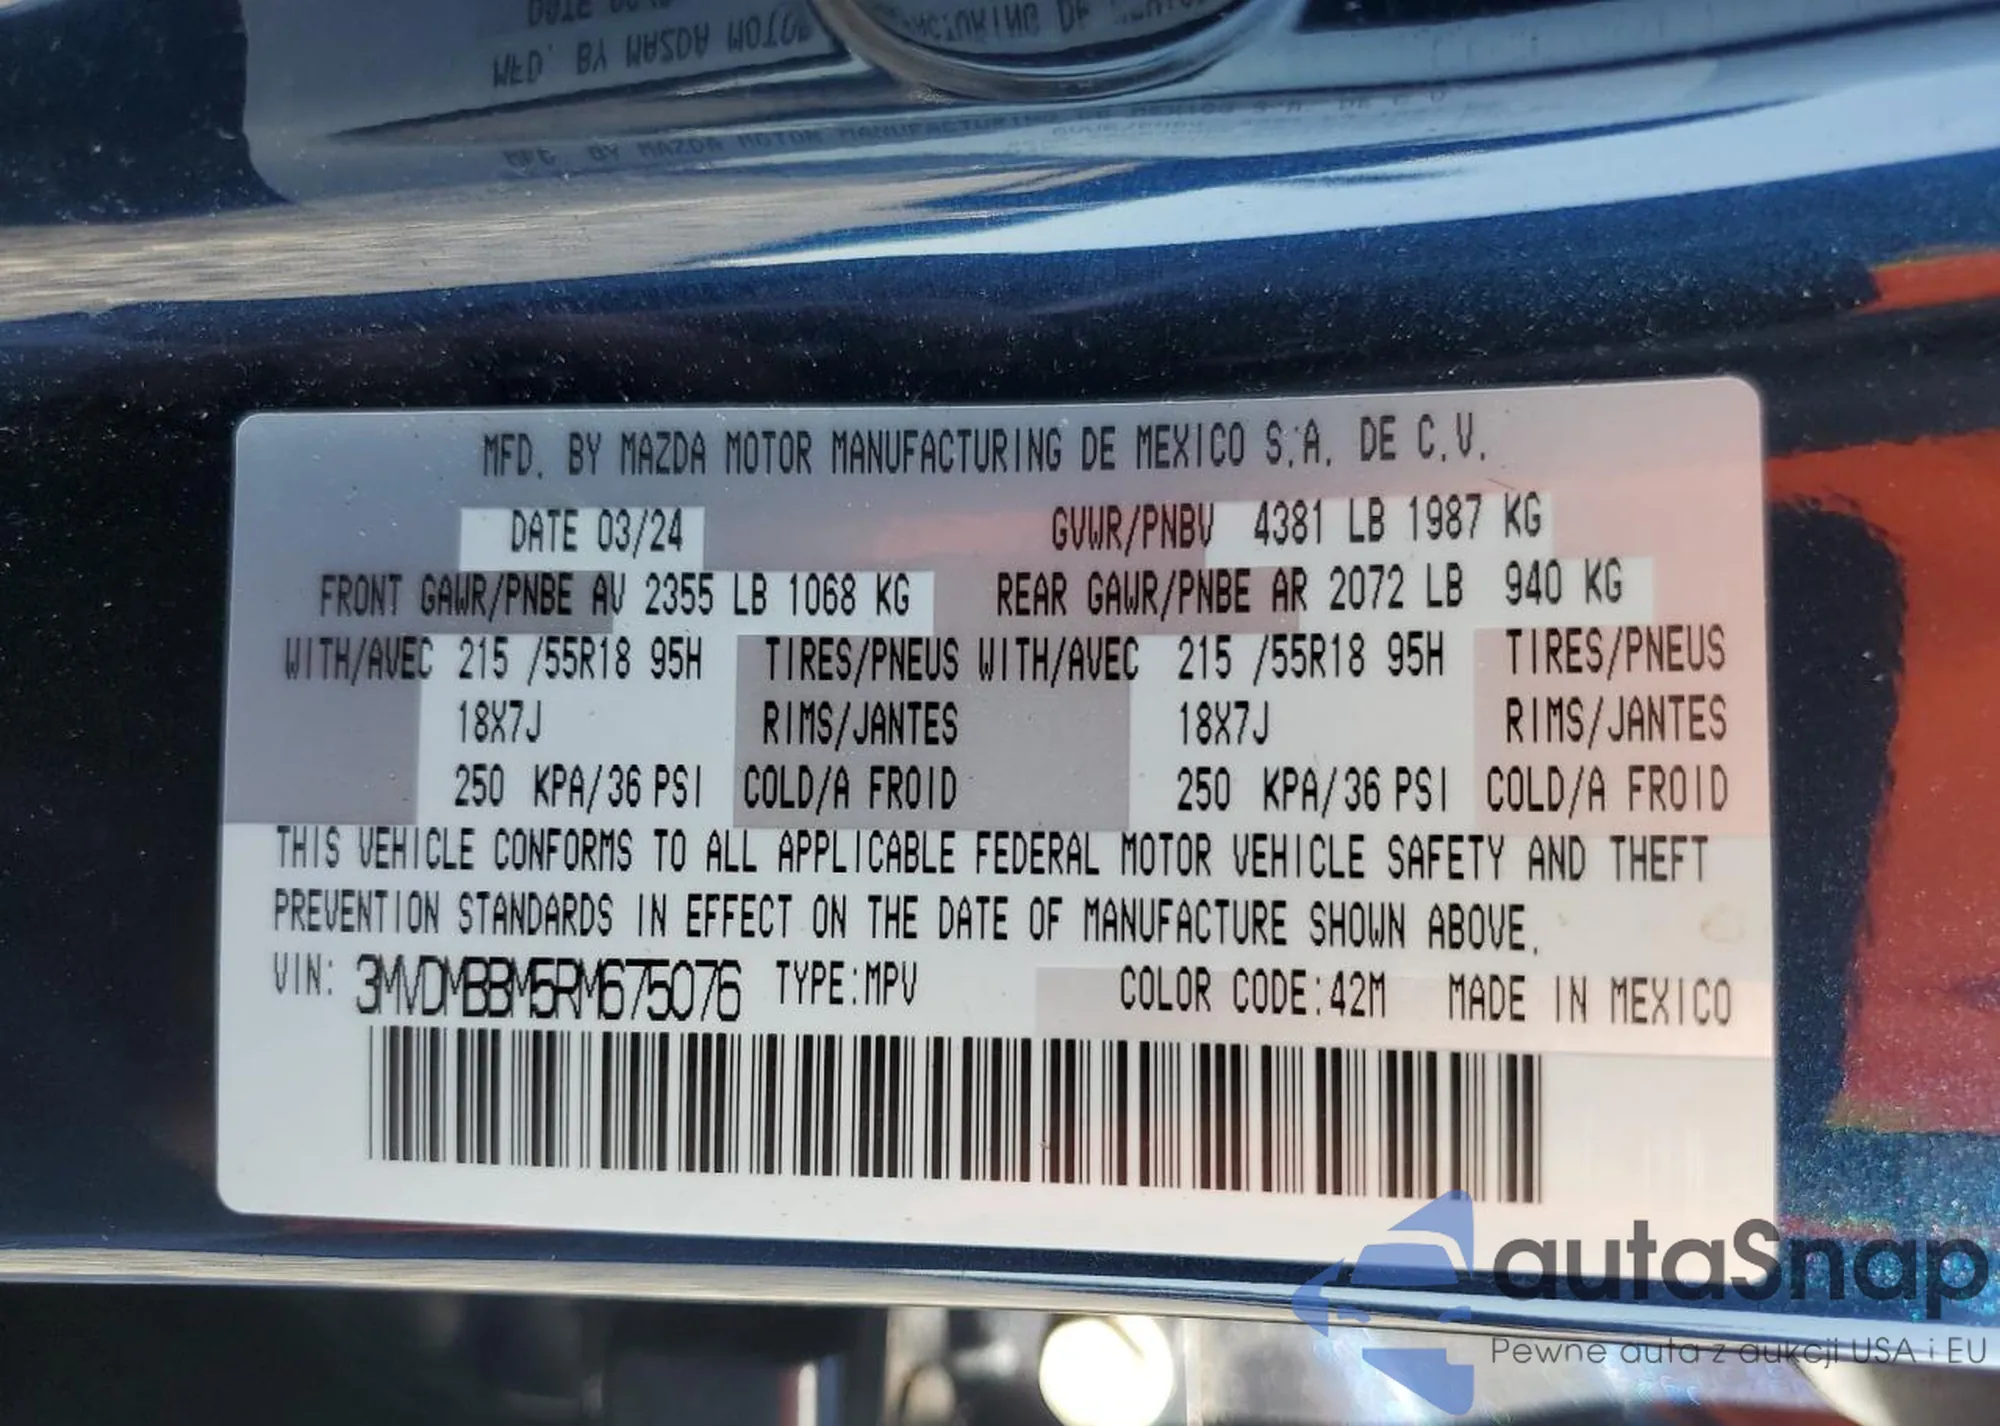 MFD. BY MAZDA MOTOR MANUFACTURING DE MEXICO S.A. DE C.V.
DATE 03/24 GVWR/PNBV 4381 LB 1987 KG
FRONT GAWR/PNBE AV 2355 LB 1068 KG REAR GAWR/PNBE AR 2072 LB 940 KG
WITH/AVEC 215 /55R18 95H TIRES/PNEUS WITH/AVEC 215 /55R18 95H TIRES/PNEUS
18X7J RIMS/JANTES 18X7J RIMS/JANTES
250 KPA/36 PSI COLD/A FROID 250 KPA/36 PSI COLD/A FROID
THIS VEHICLE CONFORMS TO ALL APPLICABLE FEDERAL MOTOR VEHICLE SAFETY AND THEFT
PREVENTION STANDARDS IN EFFECT ON THE DATE OF MANUFACTURE SHOWN ABOVE.
VIN: 3MVDMBBM5RM675076 TYPE:MPV COLOR CODE:42M MADE IN MEXICO
autaSnap
Pewne auta z aukcji USA i EU